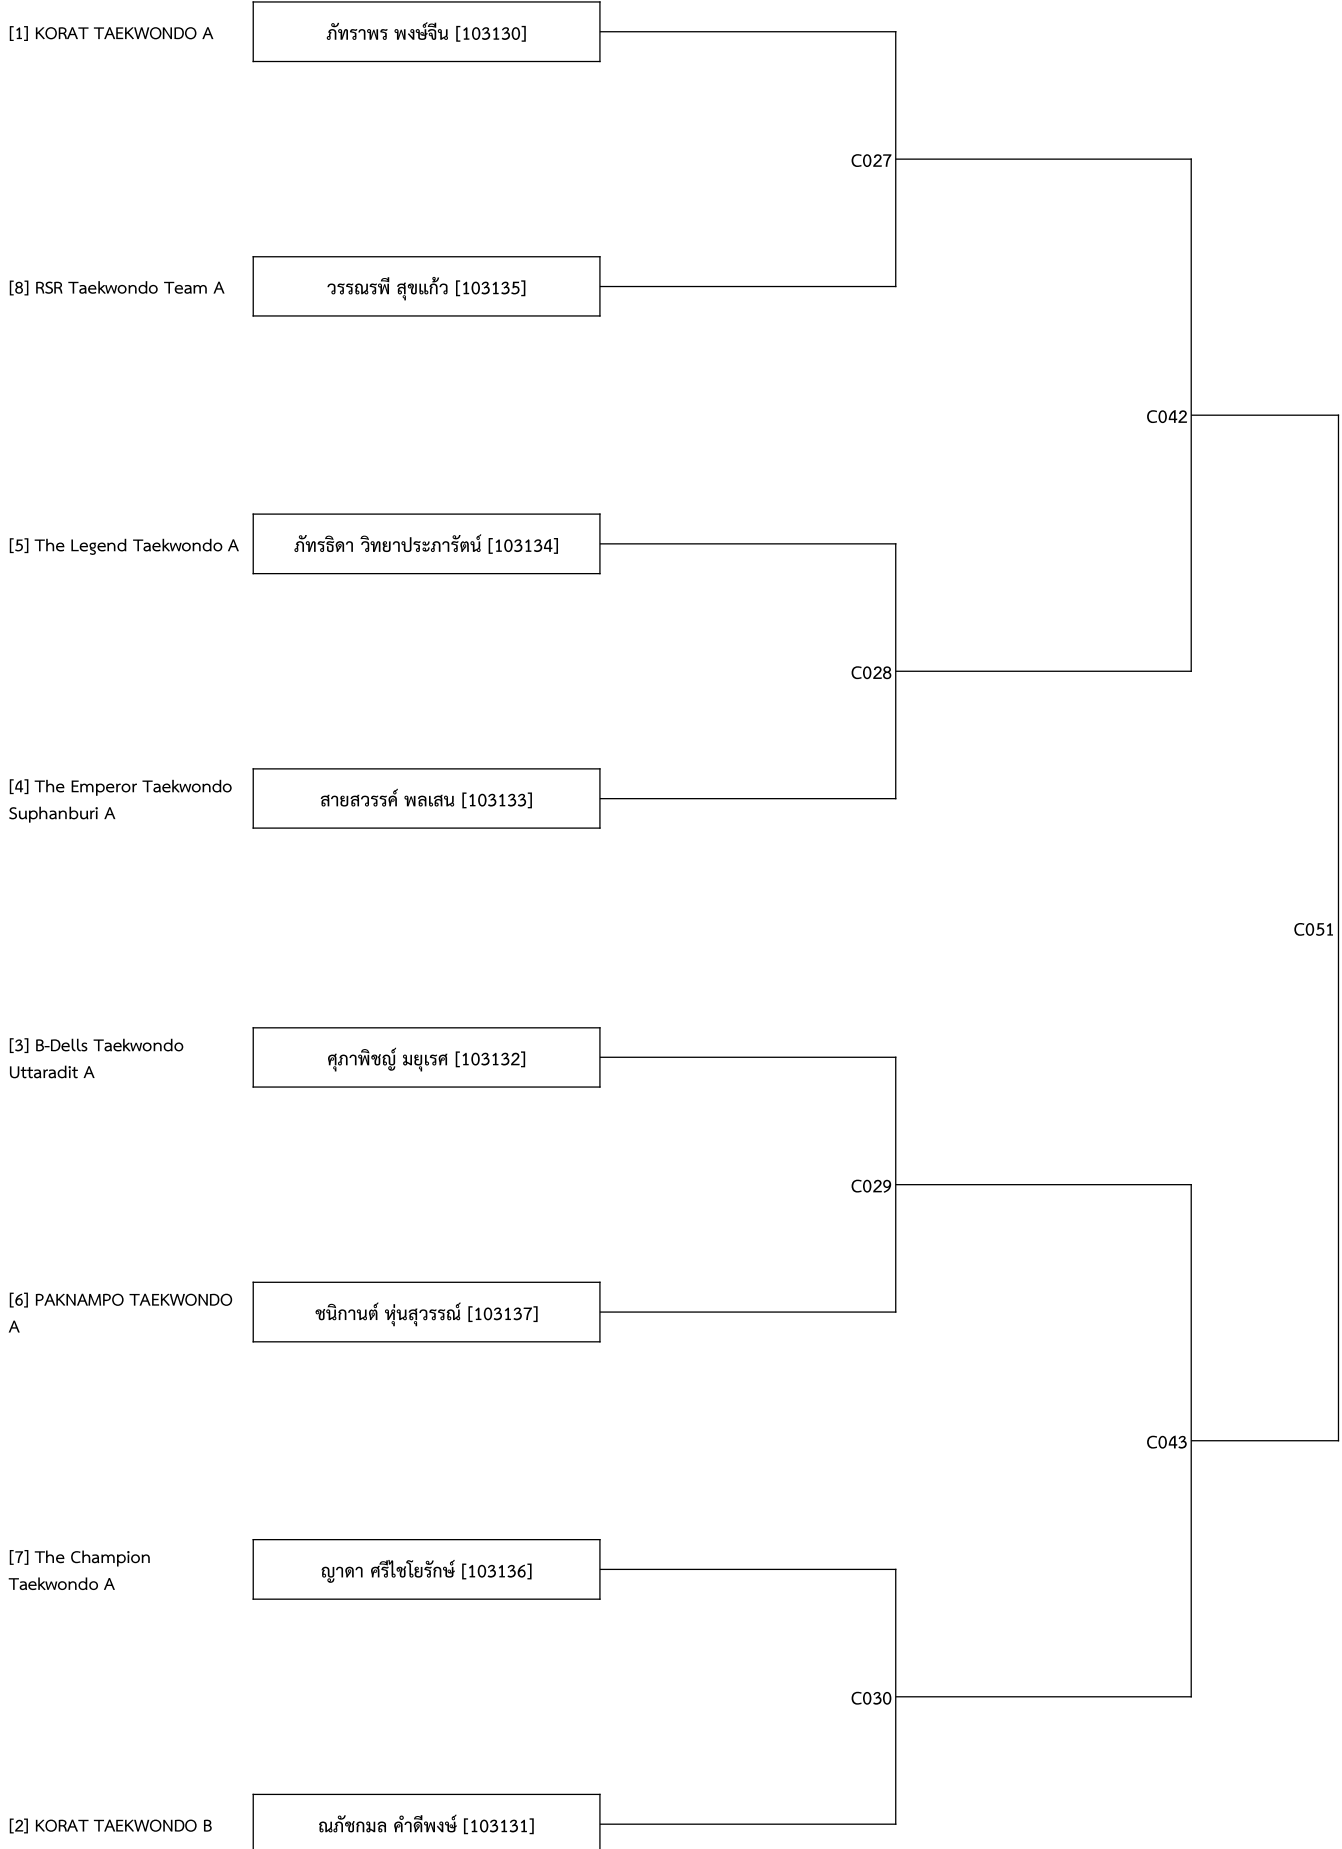 [1] KORAT TAEKWONDO A
ภัทราพร พงษ์จีน [103130]
C027
[8] RSR Taekwondo Team A
วรรณรพี สุขแก้ว [103135]
C042
[5] The Legend Taekwondo A
ภัทรธิดา วิทยาประภารัตน์ [103134]
C028
[4] The Emperor Taekwondo
Suphanburi A
สายสวรรค์ พลเสน [103133]
C051
[3] B-Dells Taekwondo
Uttaradit A
ศุภาพิชญ์ มยุเรศ [103132]
C029
[6] PAKNAMPO TAEKWONDO
A
ชนิกานต์ หุ่นสุวรรณ์ [103137]
C043
[7] The Champion
Taekwondo A
ญาดา ศรีไชโยรักษ์ [103136]
C030
[2] KORAT TAEKWONDO B
ณภัชกมล คำดีพงษ์ [103131]